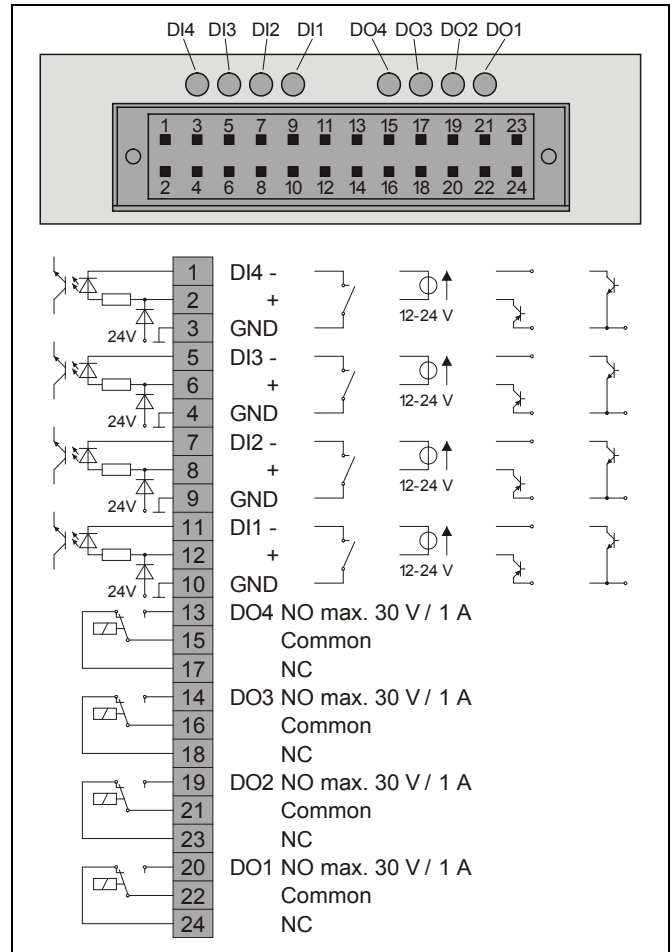 DI4 DI3 DI2 DI1 DO4 DO3 DO2 DO1
1 3 5 7 9 11 13 15 17 19 21 23
2 4 6 8 10 12 14 16 18 20 22 24
1 DI4 -
2 + 12-24 V
24V 3 GND
5 DI3 -
6 + 12-24 V
24V 4 GND
7 DI2 -
8 + 12-24 V
24V 9 GND
11 DI1 -
12 + 12-24 V
24V 10 GND
13 DO4 NO max. 30 V / 1 A
15 Common
17 NC
14 DO3 NO max. 30 V / 1 A
16 Common
18 NC
19 DO2 NO max. 30 V / 1 A
21 Common
23 NC
20 DO1 NO max. 30 V / 1 A
22 Common
24 NC